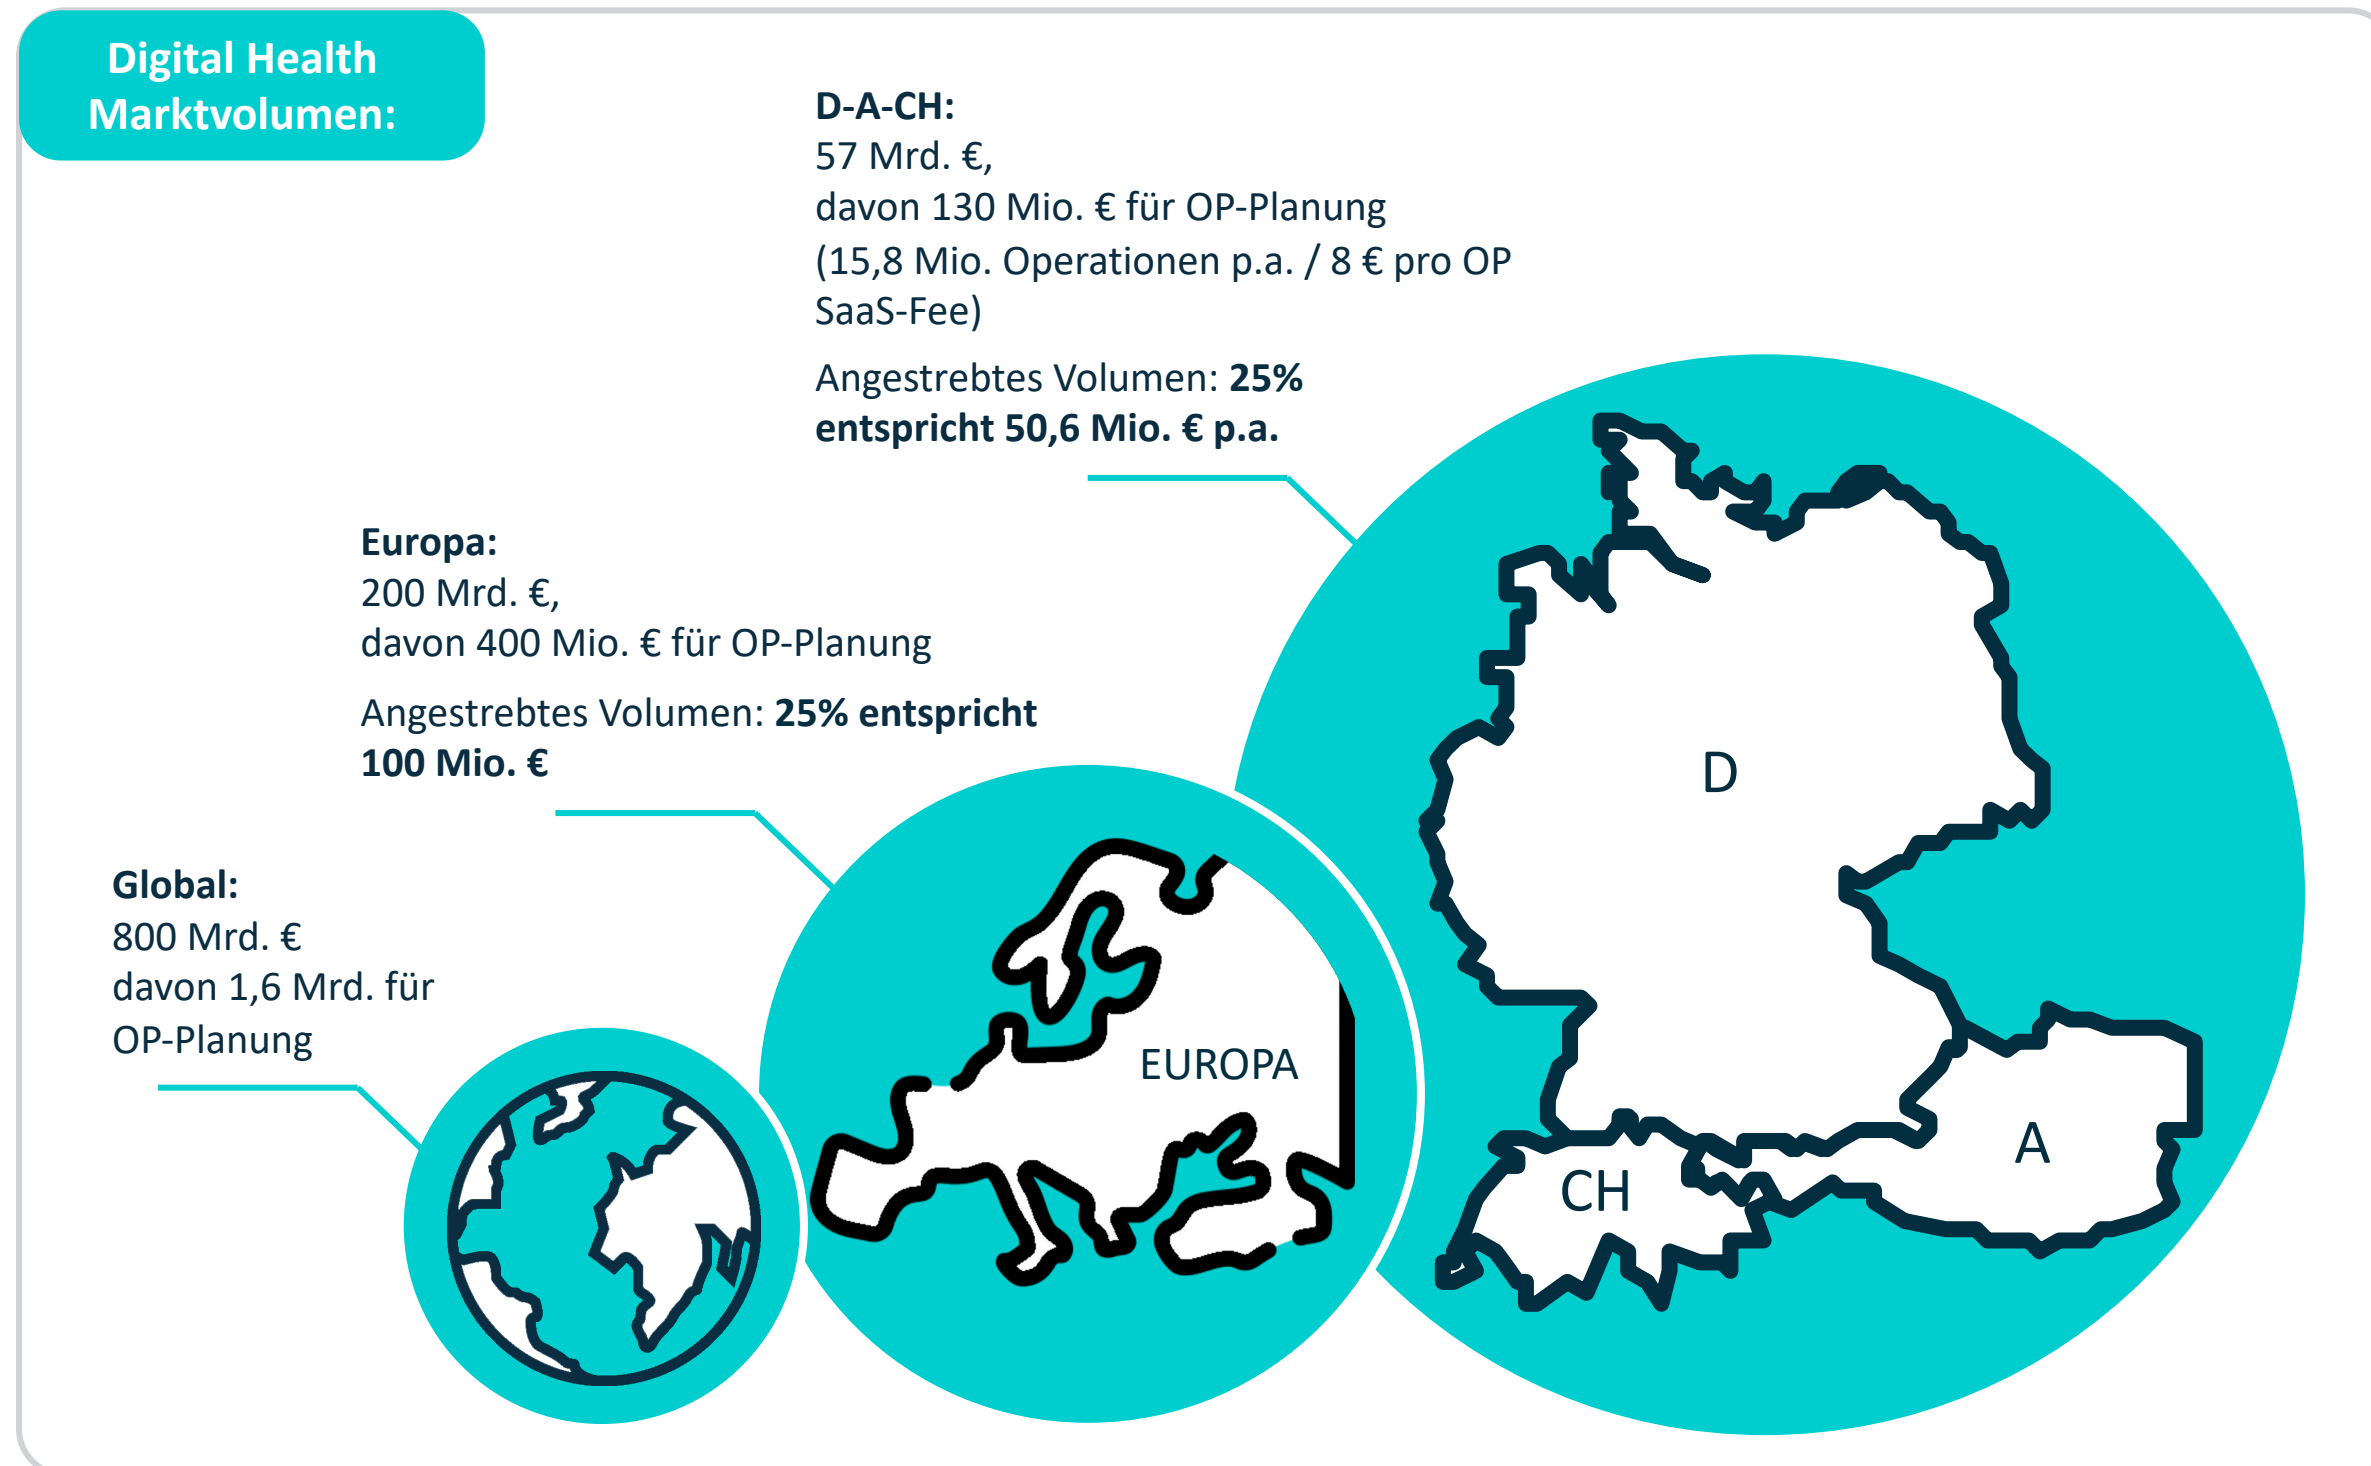 Digital Health
Marktvolumen:
D-A-CH:
57 Mrd. €,
davon 130 Mio. € für OP-Planung
(15,8 Mio. Operationen p.a. / 8 € pro OP
SaaS-Fee)
Angestrebtes Volumen: 25%
entspricht 50,6 Mio. € p.a.
Europa:
200 Mrd. €,
davon 400 Mio. € für OP-Planung
Angestrebtes Volumen: 25% entspricht
100 Mio. €
Global:
800 Mrd. €
davon 1,6 Mrd. für
OP-Planung
EUROPA
D
A
CH